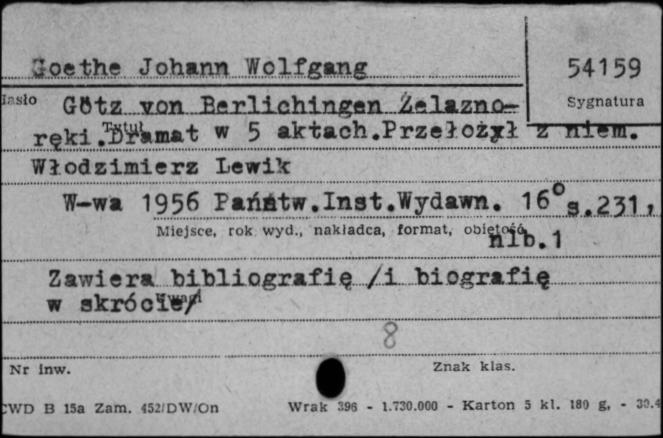 Goethe Johann Wolfgang
54159
Hasło
Sygnatura
Götz von Berlichingen Żelazno-
Tytuł
ręki.Dramat w 5 aktach.Przełożył z niem.
Włodzimierz Lewik
W-wa 1956 Państw.Inst.Wydawn. 16° s.231,
Miejsce, rok wyd., nakładca, format, objętość
nlb.1
Zawiera bibliografię /i biografię
w skrócie/
Uwagi
8
Nr inw.
Znak klas.
CWD B 15a Zam. 452/DW/On
Wrak 396 - 1.730.000 - Karton 5 kl. 180 g, - 30.4